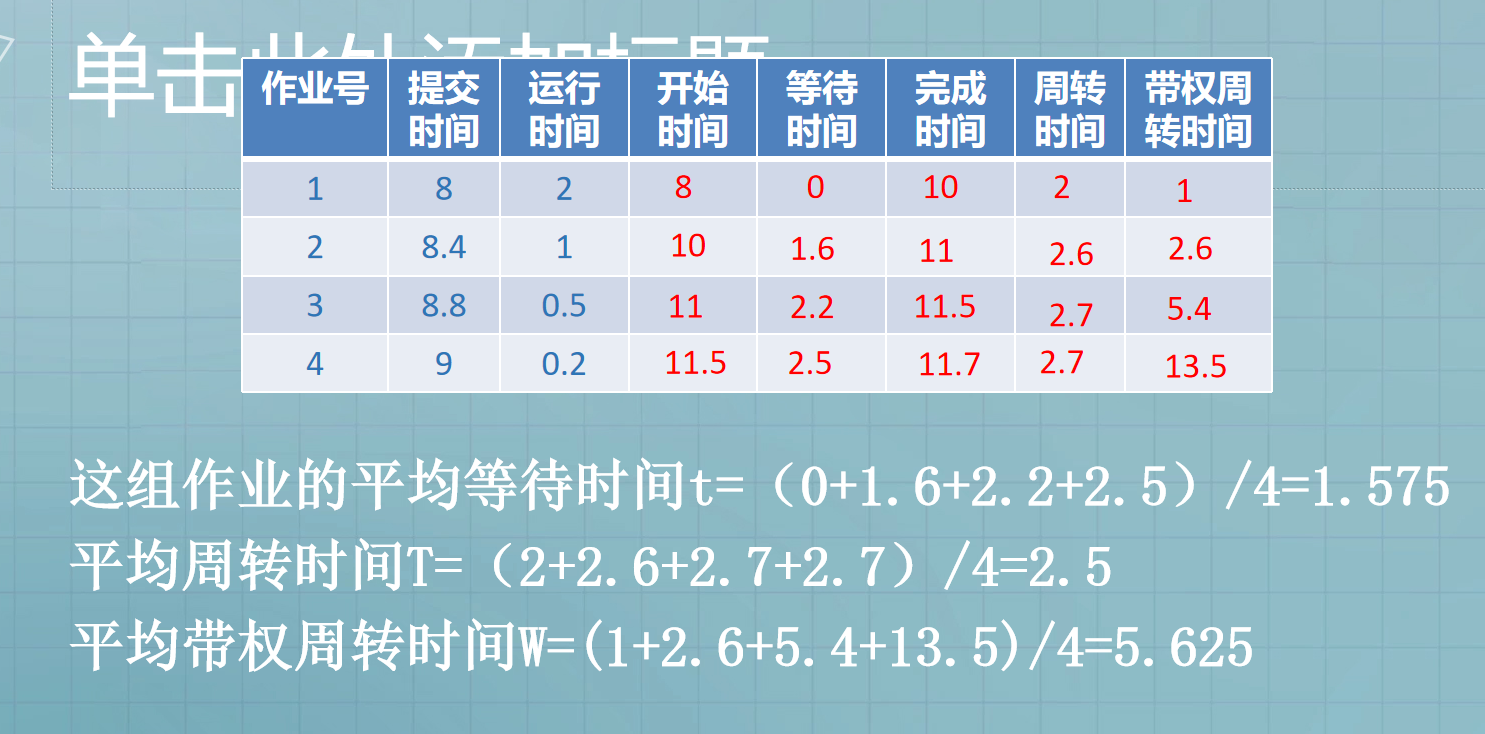 单击此处添加标题
作业号 提交时间 运行时间 开始时间 等待时间 完成时间 周转时间 带权周转时间
1 8 2 8 0 10 2 1
2 8.4 1 10 1.6 11 2.6 2.6
3 8.8 0.5 11 2.2 11.5 2.7 5.4
4 9 0.2 11.5 2.5 11.7 2.7 13.5
这组作业的平均等待时间t=（0+1.6+2.2+2.5）/4=1.575
平均周转时间T=（2+2.6+2.7+2.7）/4=2.5
平均带权周转时间W=(1+2.6+5.4+13.5)/4=5.625